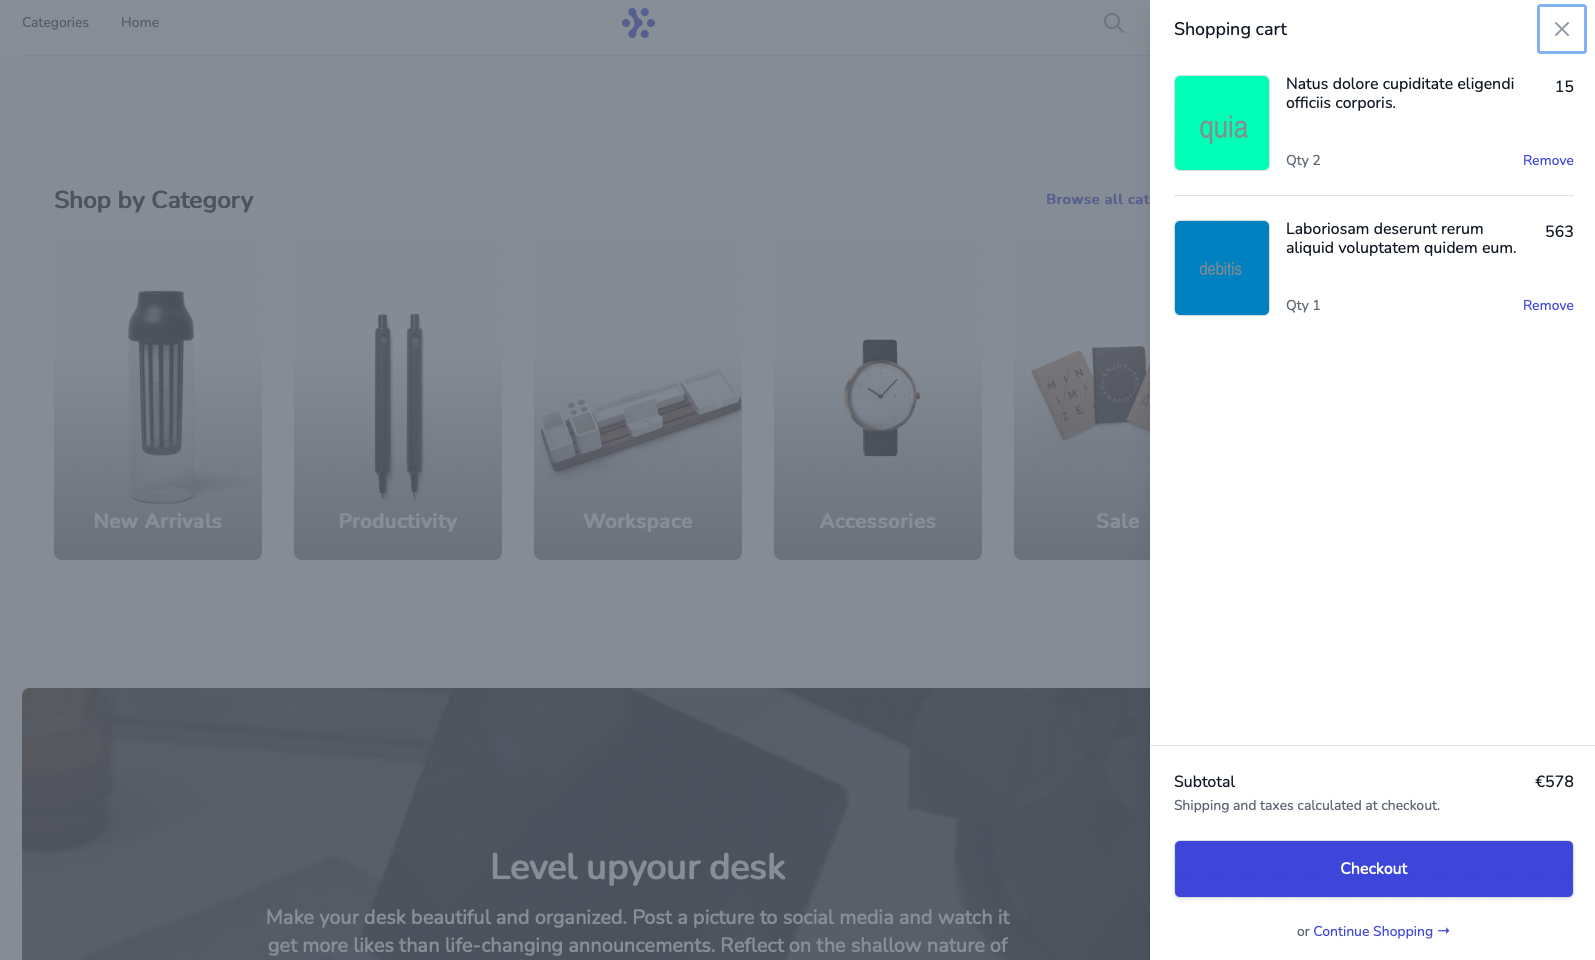 Categories
Home
Shopping cart
Natus dolore cupiditate eligendi
officiis corporis.
15
quia
Qty 2
Remove
Shop by Category
Browse all cat
Laboriosam deserunt rerum
aliquid voluptatem quidem eum.
563
debitis
Qty 1
Remove
MIN
IMI
ZE
New Arrivals
Productivity
Workspace
Accessories
Sale
Subtotal
€578
Shipping and taxes calculated at checkout.
Checkout
or Continue Shopping →
Level upyour desk
Make your desk beautiful and organized. Post a picture to social media and watch it
get more likes than life-changing announcements. Reflect on the shallow nature of